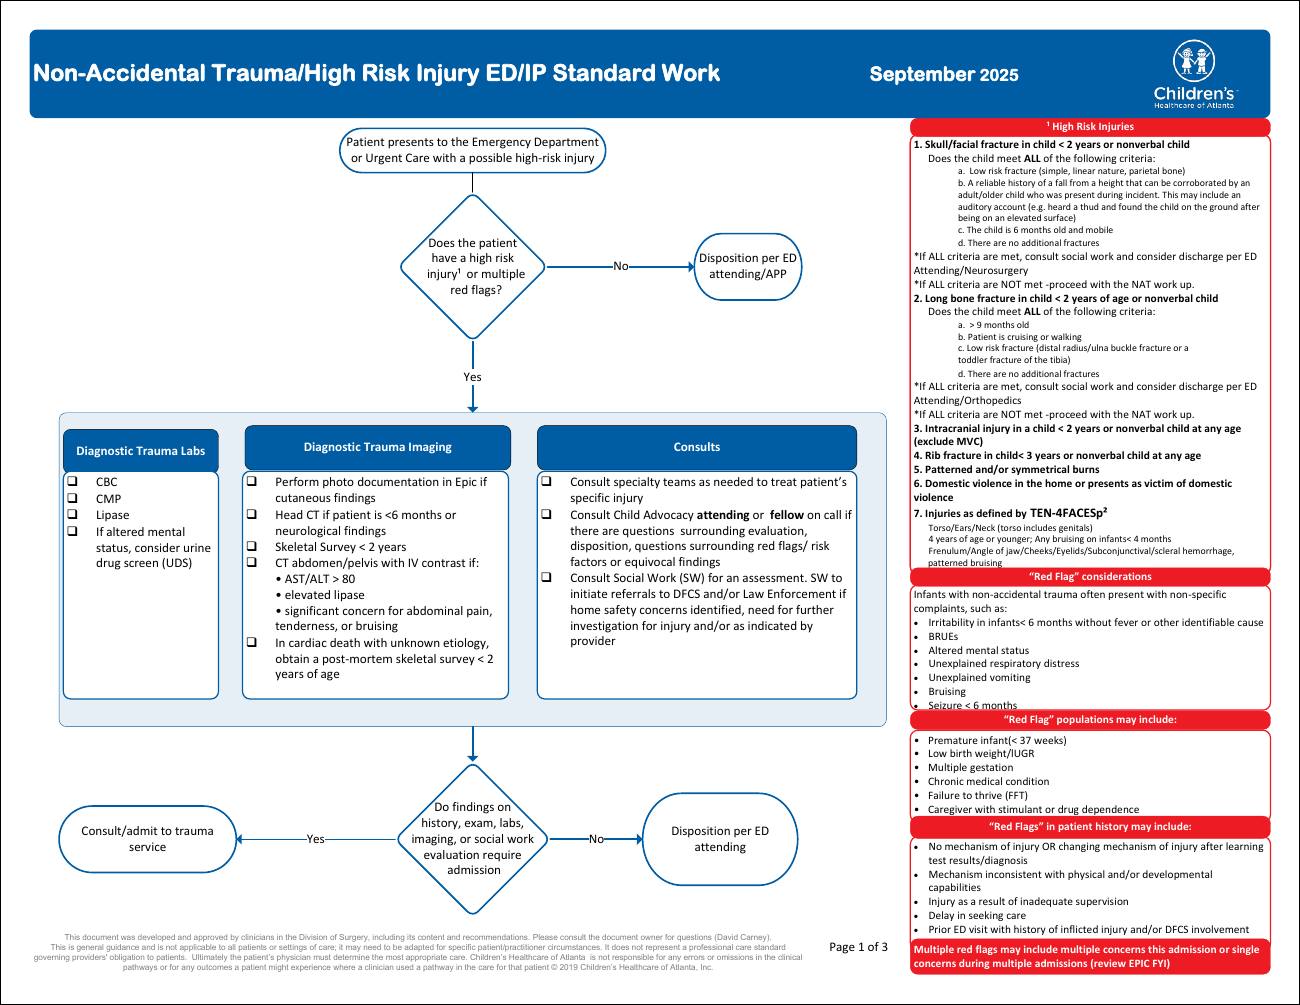 Non-Accidental Trauma/High Risk Injury ED/IP Standard Work
September 2025
Children's
Healthcare of Atlanta
Patient presents to the Emergency Department
or Urgent Care with a possible high-risk injury
Does the patient
have a high risk
injury¹ or multiple
red flags?
No
Disposition per ED
attending/APP
Yes
Diagnostic Trauma Labs
❑ CBC
❑ CMP
❑ Lipase
❑ If altered mental
status, consider urine
drug screen (UDS)
Diagnostic Trauma Imaging
❑ Perform photo documentation in Epic if
cutaneous findings
❑ Head CT if patient is <6 months or
neurological findings
❑ Skeletal Survey < 2 years
❑ CT abdomen/pelvis with IV contrast if:
• AST/ALT > 80
• elevated lipase
• significant concern for abdominal pain,
tenderness, or bruising
❑ In cardiac death with unknown etiology,
obtain a post-mortem skeletal survey < 2
years of age
Consults
❑ Consult specialty teams as needed to treat patient's
specific injury
❑ Consult Child Advocacy attending or fellow on call if
there are questions surrounding evaluation,
disposition, questions surrounding red flags/ risk
factors or equivocal findings
❑ Consult Social Work (SW) for an assessment. SW to
initiate referrals to DFCS and/or Law Enforcement if
home safety concerns identified, need for further
investigation for injury and/or as indicated by
provider
Do findings on
history, exam, labs,
imaging, or social work
evaluation require
admission
Yes
Consult/admit to trauma
service
No
Disposition per ED
attending
¹ High Risk Injuries
1. Skull/facial fracture in child < 2 years or nonverbal child
Does the child meet ALL of the following criteria:
a. Low risk fracture (simple, linear nature, parietal bone)
b. A reliable history of a fall from a height that can be corroborated by an
adult/older child who was present during incident. This may include an
auditory account (e.g. heard a thud and found the child on the ground after
being on an elevated surface)
c. The child is 6 months old and mobile
d. There are no additional fractures
*If ALL criteria are met, consult social work and consider discharge per ED
Attending/Neurosurgery
*If ALL criteria are NOT met -proceed with the NAT work up.
2. Long bone fracture in child < 2 years of age or nonverbal child
Does the child meet ALL of the following criteria:
a. > 9 months old
b. Patient is cruising or walking
c. Low risk fracture (distal radius/ulna buckle fracture or a
toddler fracture of the tibia)
d. There are no additional fractures
*If ALL criteria are met, consult social work and consider discharge per ED
Attending/Orthopedics
*If ALL criteria are NOT met -proceed with the NAT work up.
3. Intracranial injury in a child < 2 years or nonverbal child at any age
(exclude MVC)
4. Rib fracture in child< 3 years or nonverbal child at any age
5. Patterned and/or symmetrical burns
6. Domestic violence in the home or presents as victim of domestic
violence
7. Injuries as defined by TEN-4FACESp²
Torso/Ears/Neck (torso includes genitals)
4 years of age or younger; Any bruising on infant< 4 months
Frenulum/Angle of jaw/Cheeks/Eyelids/Subconjunctival/scleral hemorrhage,
patterned bruising
"Red Flag" considerations
Infants with non-accidental trauma often present with non-specific
complaints, such as:
• Irritability in infants< 6 months without fever or other identifiable cause
• BRUEs
• Altered mental status
• Unexplained respiratory distress
• Unexplained vomiting
• Bruising
• Seizure < 6 months
"Red Flag" populations may include:
• Premature infant(< 37 weeks)
• Low birth weight/IUGR
• Multiple gestation
• Chronic medical condition
• Failure to thrive (FFT)
• Caregiver with stimulant or drug dependence
"Red Flags" in patient history may include:
• No mechanism of injury OR changing mechanism of injury after learning
test results/diagnosis
• Mechanism inconsistent with physical and/or developmental
capabilities
• Injury as a result of inadequate supervision
• Delay in seeking care
• Prior ED visit with history of inflicted injury and/or DFCS involvement
Multiple red flags may include multiple concerns this admission or single
concerns during multiple admissions (review EPIC FYI)
This document was developed and approved by clinicians in the Division of Surgery, including its content and recommendations. Please consult the document owner for questions (David Carney).
This is general guidance and is not applicable to all patients or settings of care; it may need to be adapted for specific patient/practitioner circumstances. It does not represent a professional care standard
governing providers' obligation to patients. Ultimately the patient's physician must determine the most appropriate care. Children's Healthcare of Atlanta is not responsible for any errors or omissions in the clinical
pathways or for any outcomes a patient might experience where a clinician used a pathway in the care for that patient © 2019 Children's Healthcare of Atlanta, Inc.
Page 1 of 3